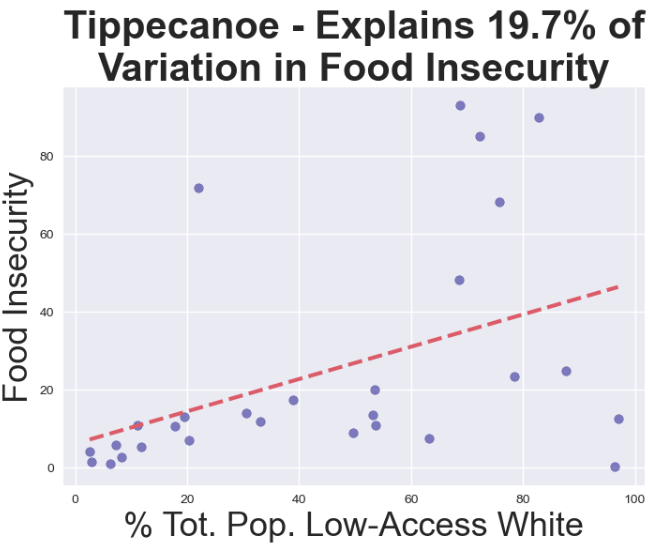 Tippecanoe - Explains 19.7% of
Variation in Food Insecurity
Food Insecurity
80
60
40
20
0
0 20 40 60 80 100
% Tot. Pop. Low-Access White